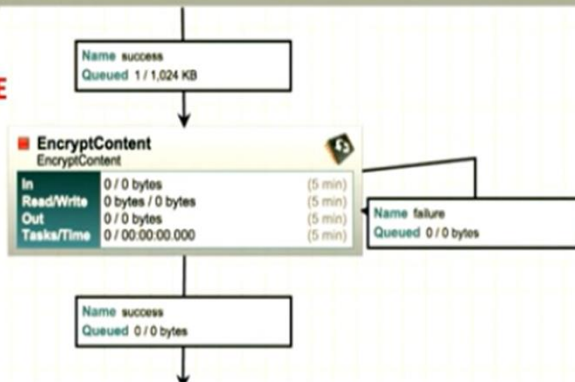 Name success
Queued 1 / 1,024 KB
E
EncryptContent
EncryptContent
In 0 / 0 bytes (5 min)
Read/Write 0 bytes / 0 bytes (5 min)
Out 0 / 0 bytes (5 min)
Tasks/Time 0 / 00:00:00.000 (5 min)
Name failure
Queued 0 / 0 bytes
Name success
Queued 0 / 0 bytes